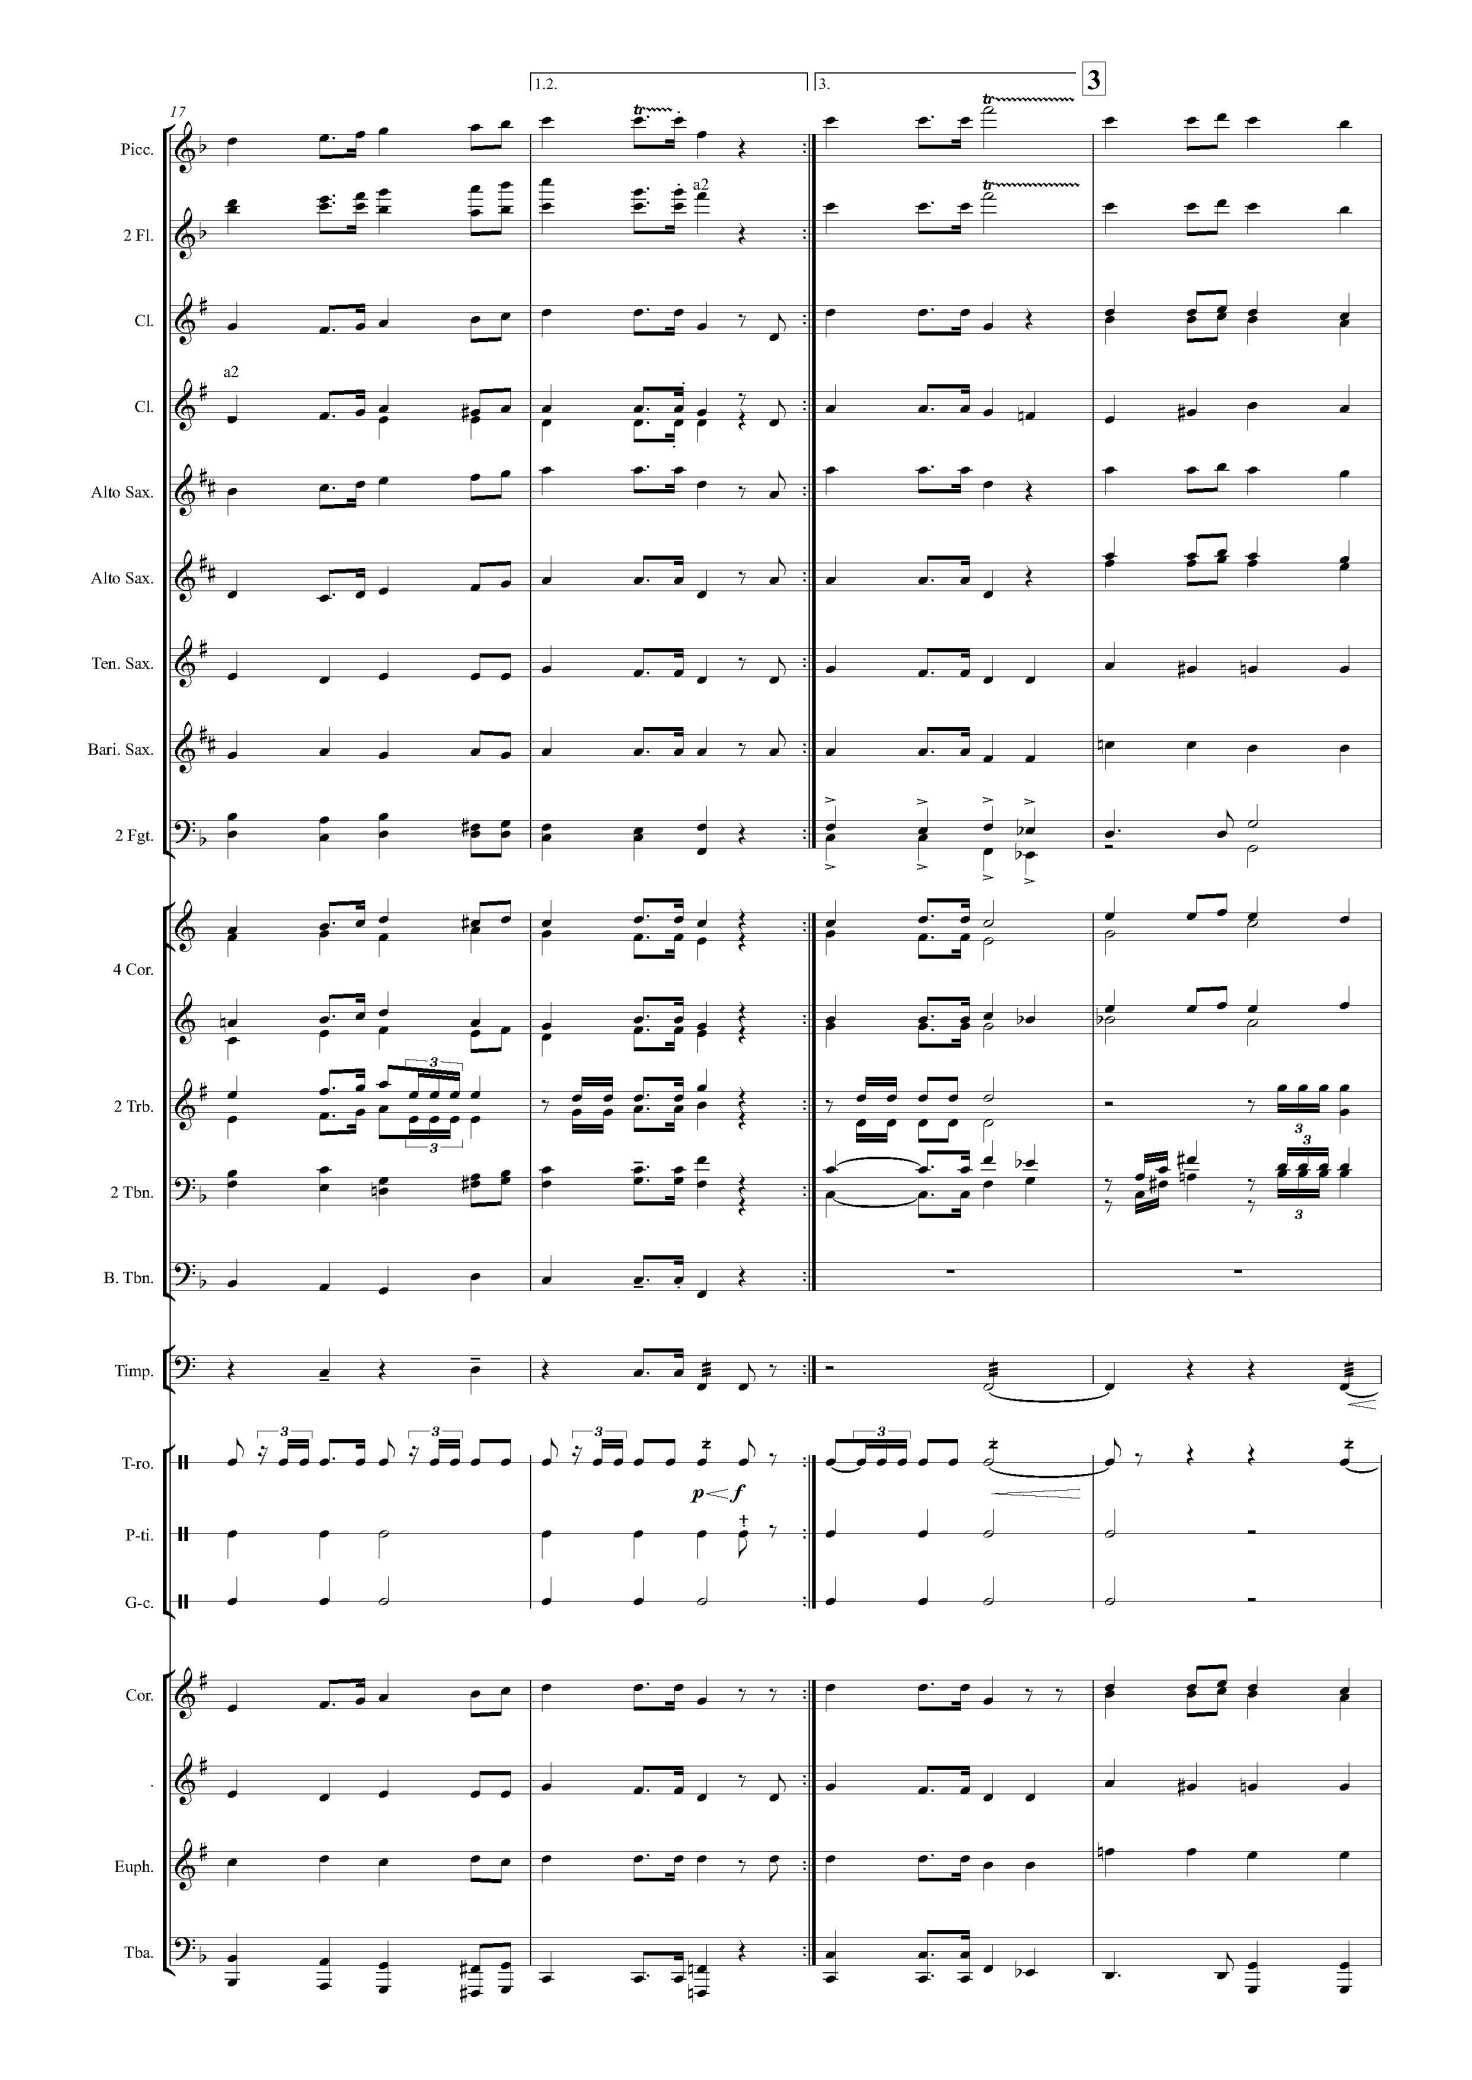 1.2.
3.
3
17
Picc.
tr
tr
2 Fl.
a2
tr
Cl.
a2
Cl.
Alto Sax.
Alto Sax.
Ten. Sax.
Bari. Sax.
2 Fgt.
4 Cor.
3
3
2 Trb.
3
3
2 Tbn.
3
B. Tbn.
Timp.
3 3 3 3
T-ro.
z z z
p f
P-ti.
G-c.
Cor.
.
Euph.
Tba.